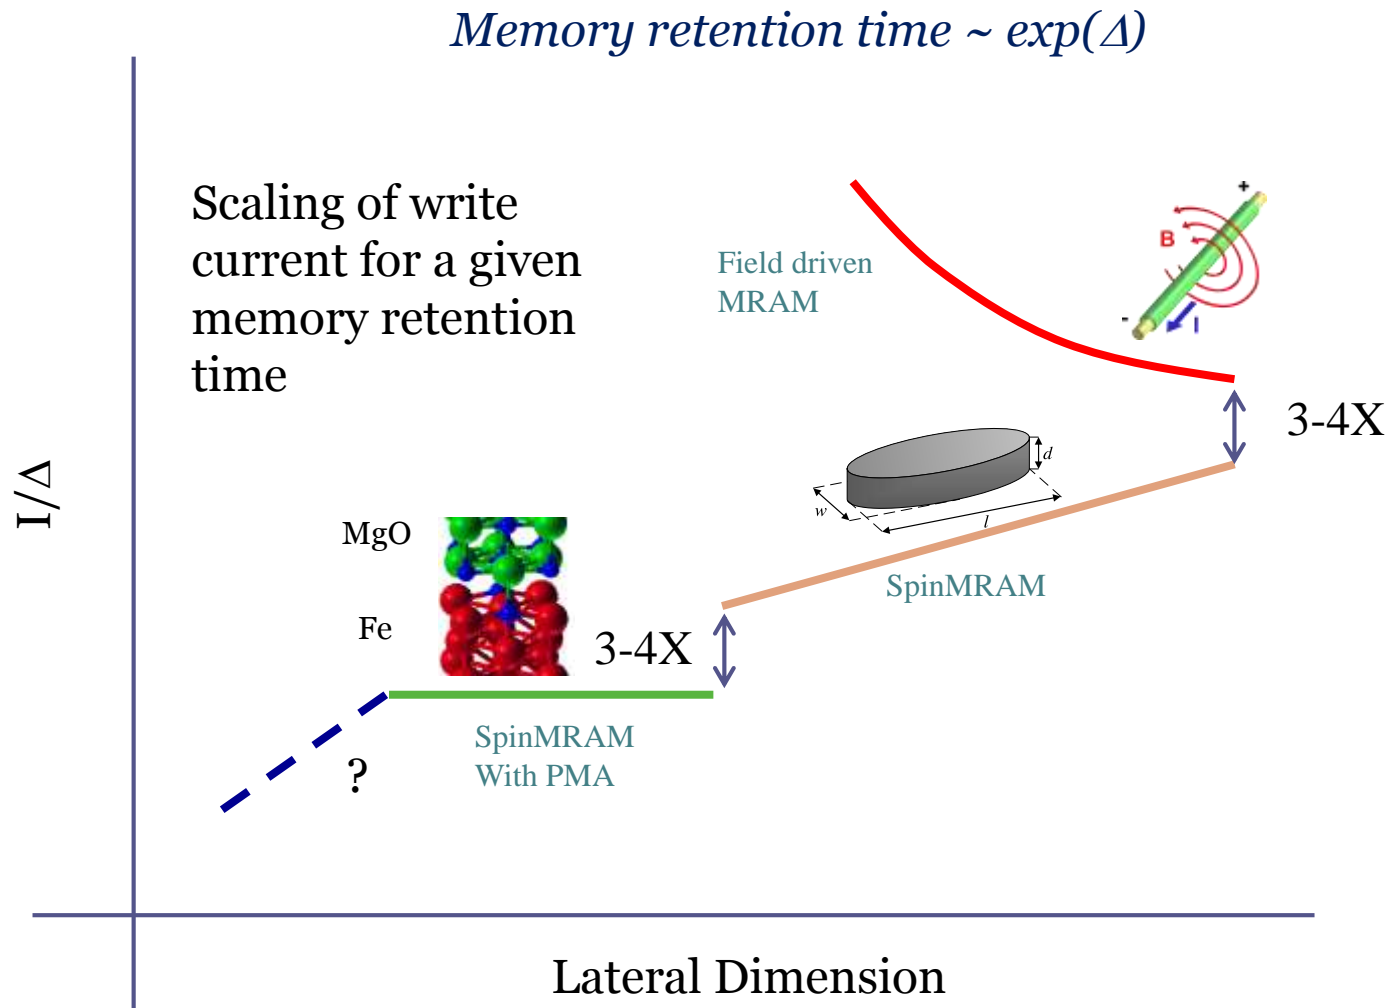 Memory retention time ~ exp(Δ)
Scaling of write
current for a given
memory retention
time
Field driven
MRAM
+
B
-
I
3-4X
I/Δ
d
w
l
MgO
Fe
3-4X
SpinMRAM
SpinMRAM
With PMA
?
Lateral Dimension